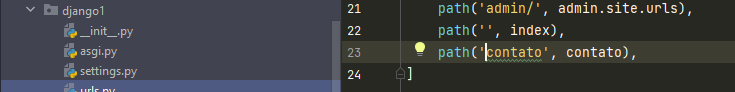 django1
__init__.py
asgi.py
settings.py
urls.py
21 path('admin/', admin.site.urls),
22 path('', index),
23 path('contato', contato),
24 ]